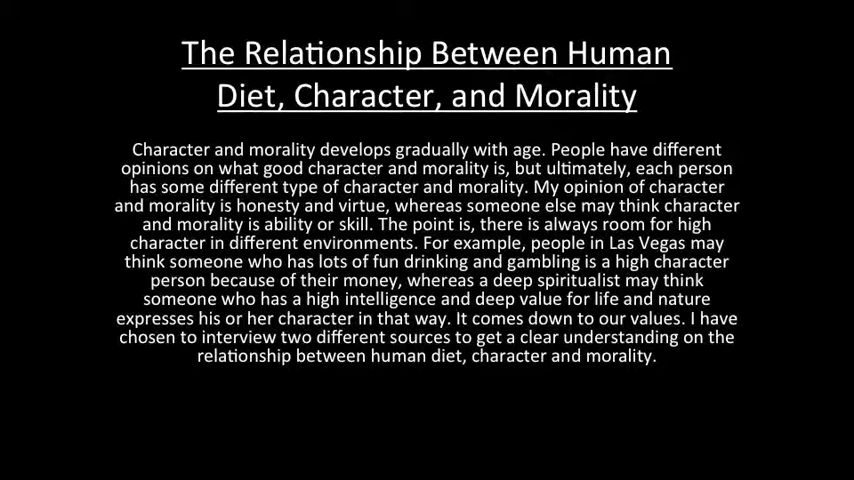 The Relationship Between Human
Diet, Character, and Morality
Character and morality develops gradually with age. People have different
opinions on what good character and morality is, but ultimately, each person
has some different type of character and morality. My opinion of character
and morality is honesty and virtue, whereas someone else may think character
and morality is ability or skill. The point is, there is always room for high
character in different environments. For example, people in Las Vegas may
think someone who has lots of fun drinking and gambling is a high character
person because of their money, whereas a deep spiritualist may think
someone who has a high intelligence and deep value for life and nature
expresses his or her character in that way. It comes down to our values. I have
chosen to interview two different sources to get a clear understanding on the
relationship between human diet, character and morality.